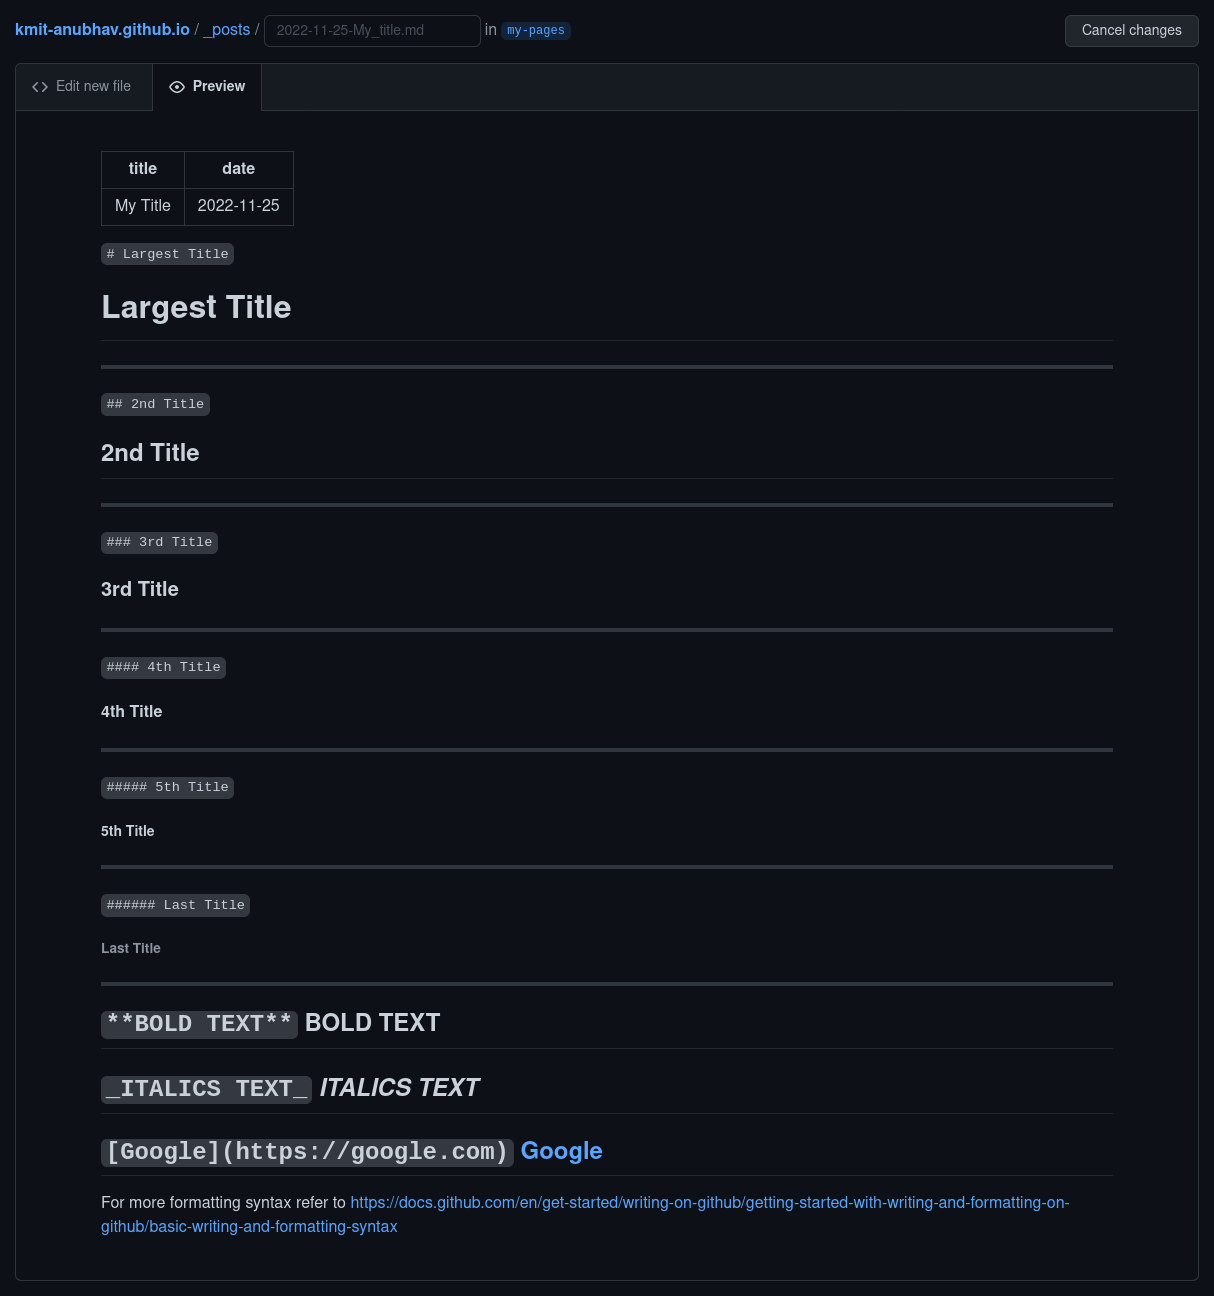 kmit-anubhav.github.io / _posts / 2022-11-25-My_title.md in my-pages Cancel changes
Edit new file Preview
title date
My Title 2022-11-25
# Largest Title
Largest Title
## 2nd Title
2nd Title
### 3rd Title
3rd Title
#### 4th Title
4th Title
##### 5th Title
5th Title
###### Last Title
Last Title
**BOLD TEXT** BOLD TEXT
_ITALICS TEXT_ ITALICS TEXT
[Google](https://google.com) Google
For more formatting syntax refer to https://docs.github.com/en/get-started/writing-on-github/getting-started-with-writing-and-formatting-on-
github/basic-writing-and-formatting-syntax